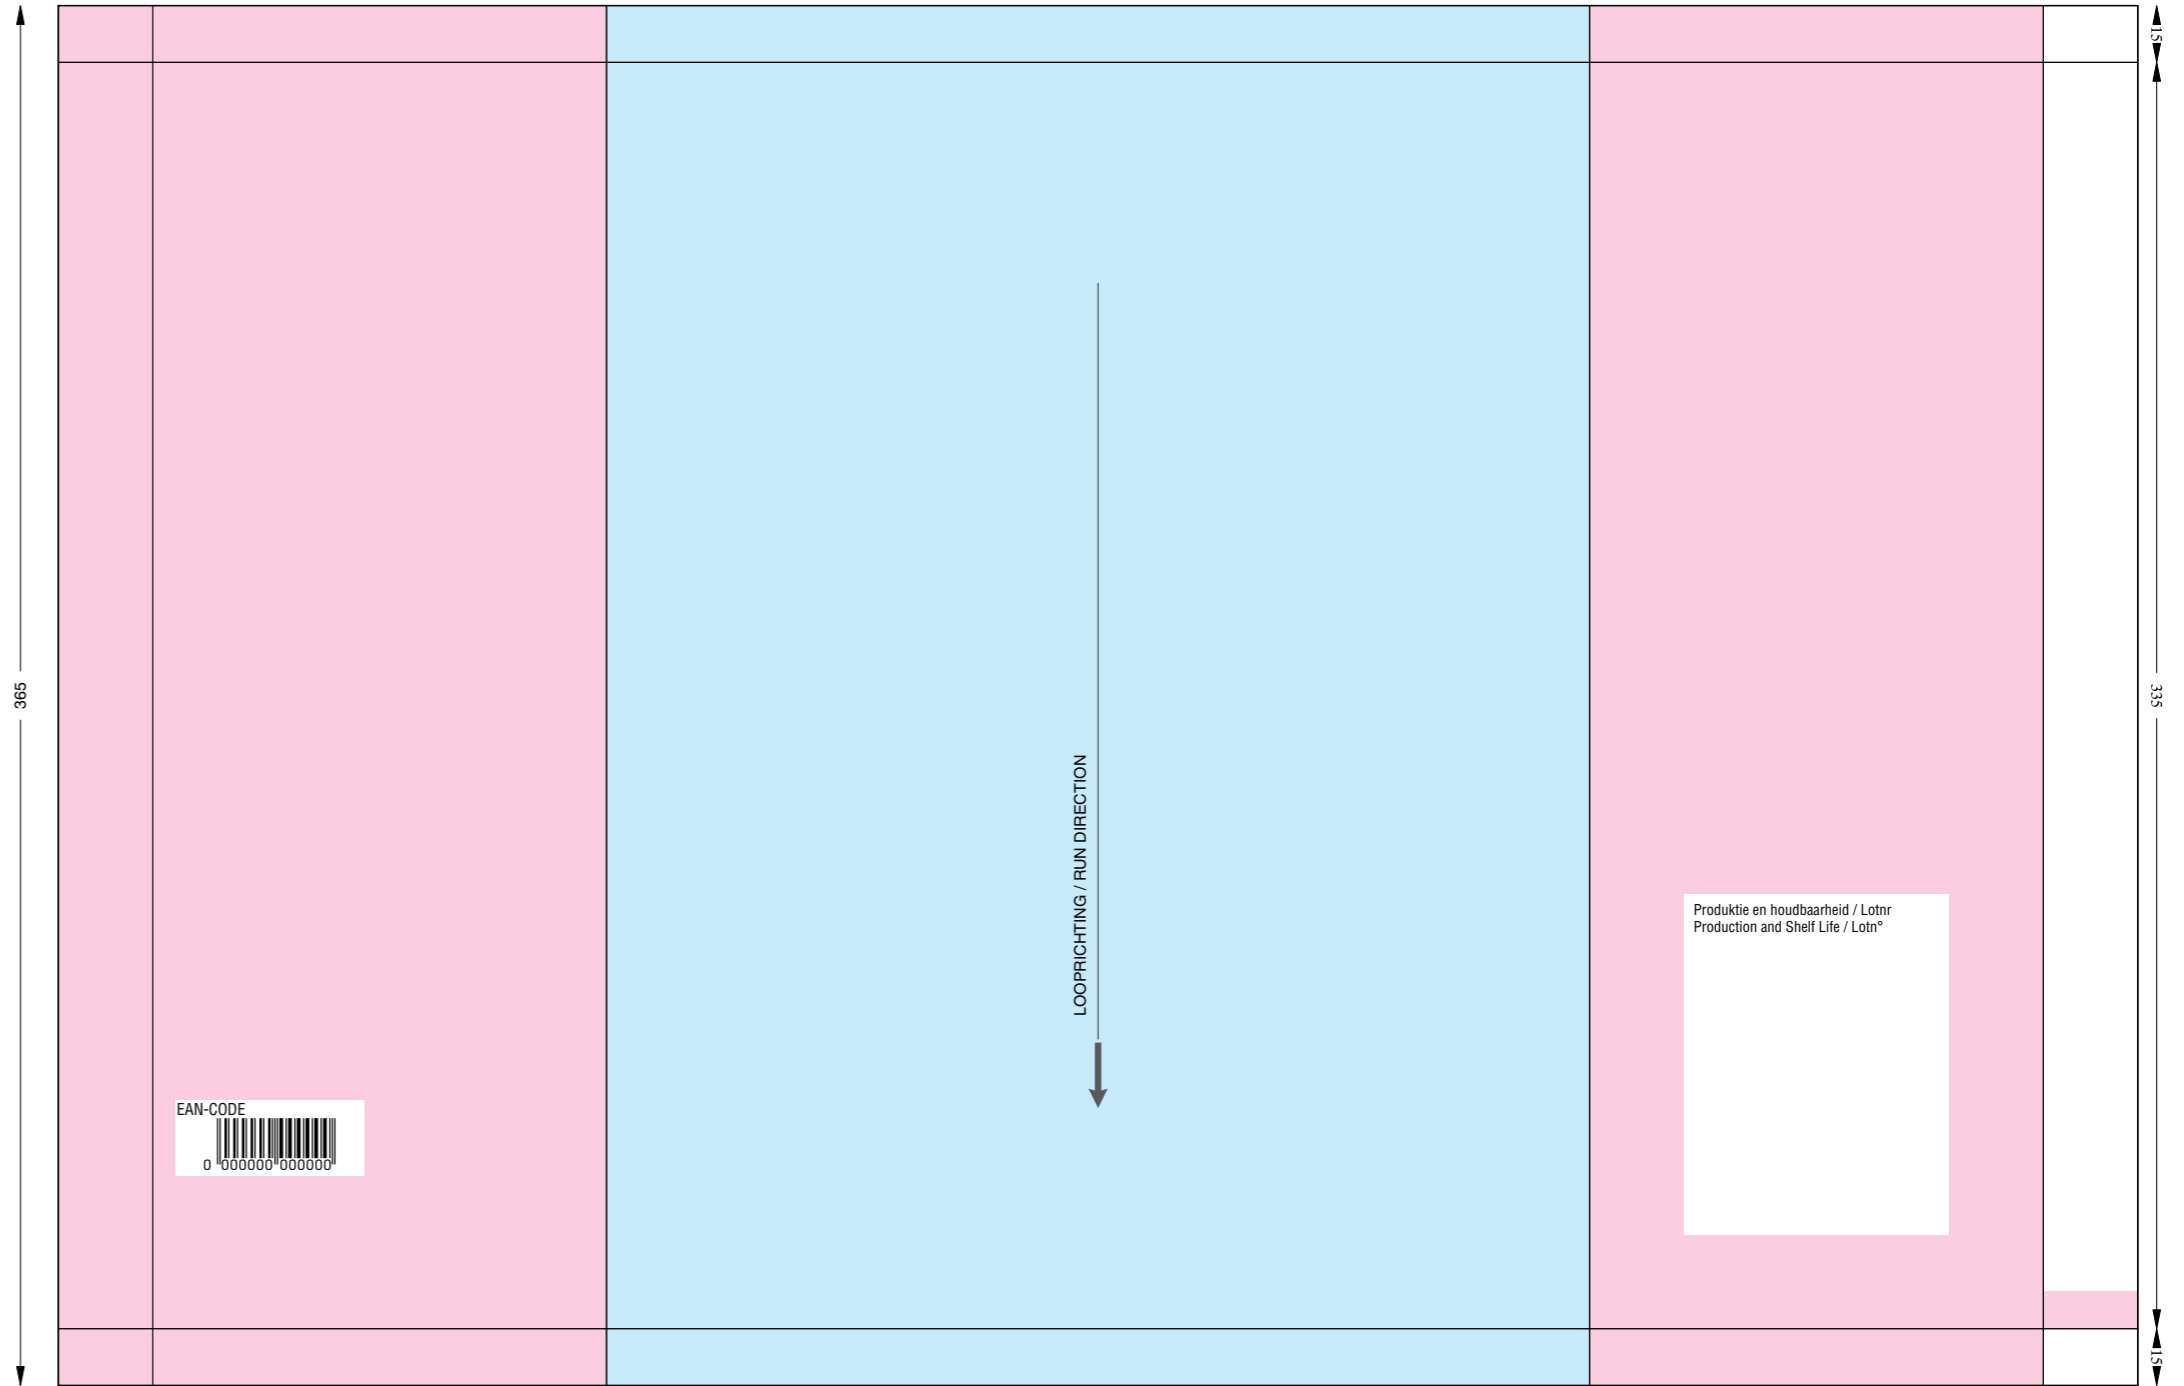 15
365
335
LOOPRICHTING / RUN DIRECTION
Produktie en houdbaarheid / Lotnr
Production and Shelf Life / Lotn°
EAN-CODE
0 000000 000000
15